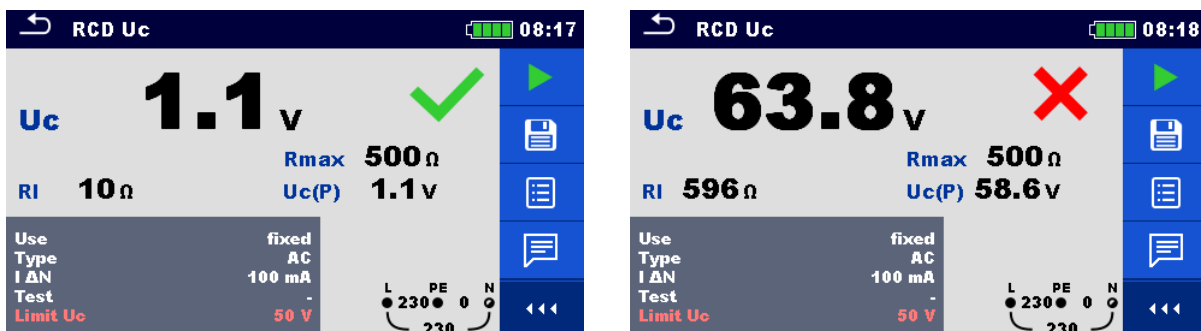 RCD Uc 08:17
Uc 1.1 V
Rmax 500 Ω
RI 10 Ω Uc(P) 1.1 V
Use fixed
Type AC
I ΔN 100 mA
Test -
Limit Uc 50 V
L PE N
230 0
230
RCD Uc 08:18
Uc 63.8 V
Rmax 500 Ω
RI 596 Ω Uc(P) 58.6 V
Use fixed
Type AC
I ΔN 100 mA
Test -
Limit Uc 50 V
L PE N
230 0
230